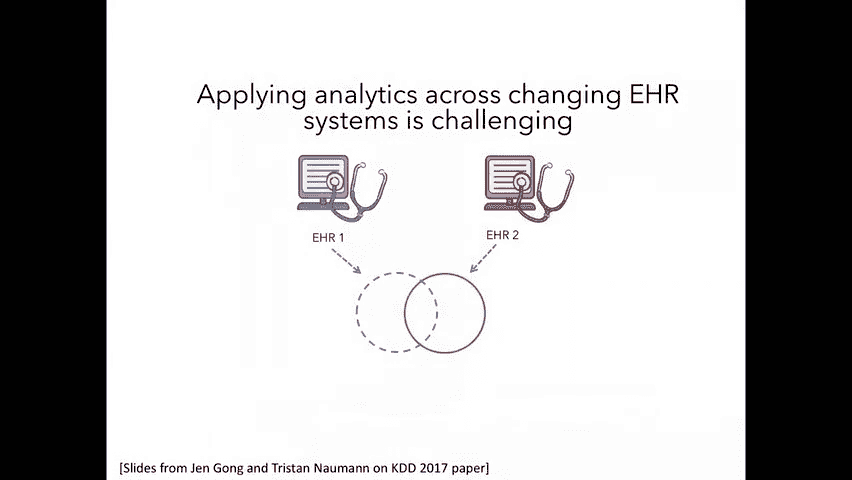 Applying analytics across changing EHR
systems is challenging
EHR 1
EHR 2
[Slides from Jen Gong and Tristan Naumann on KDD 2017 paper]